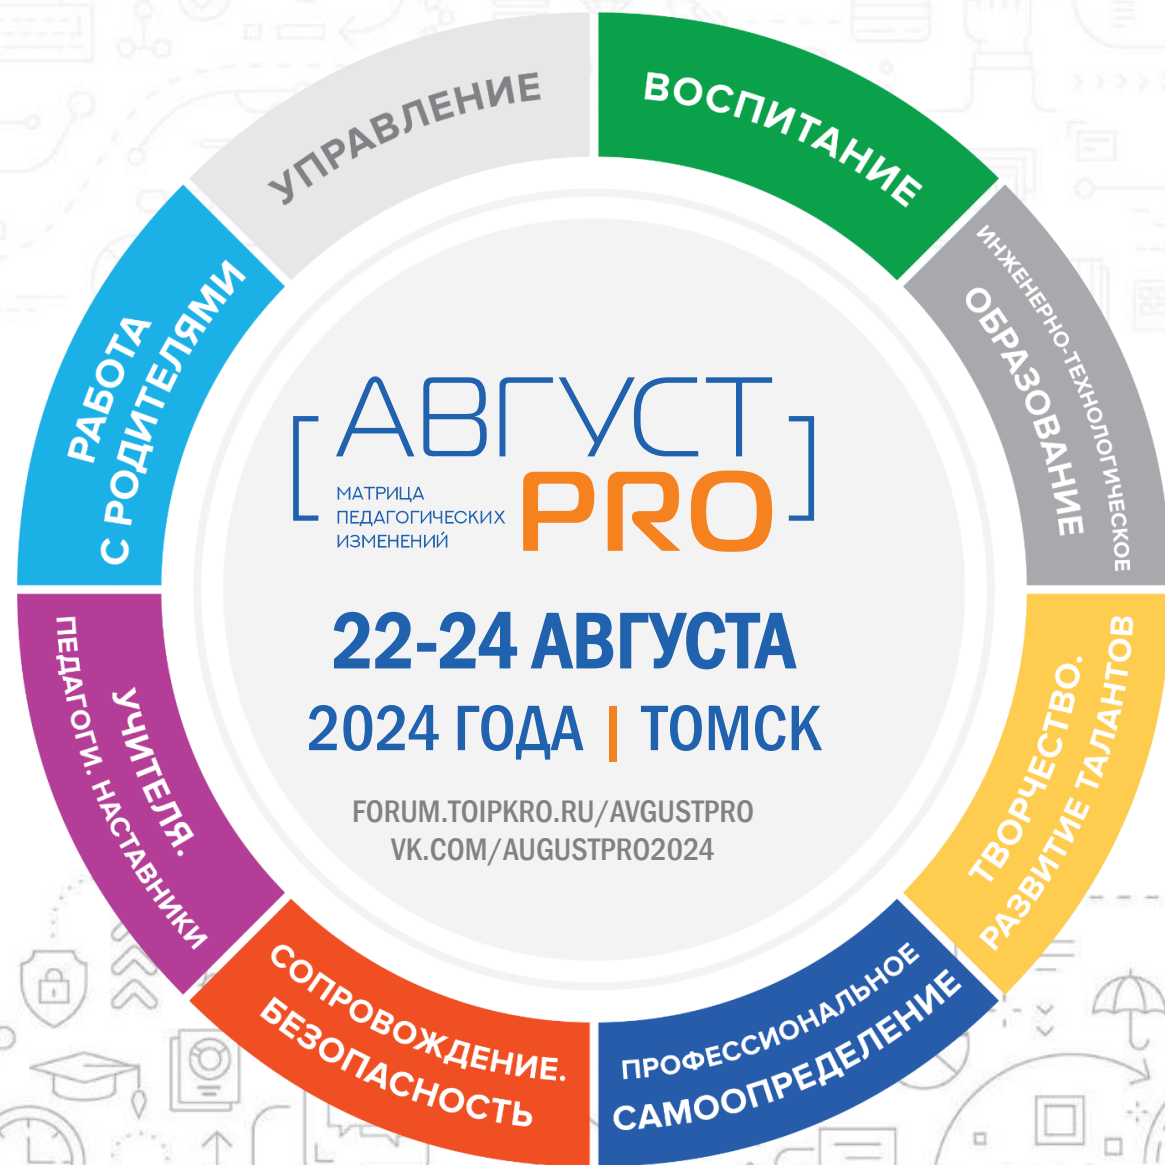 УПРАВЛЕНИЕ
ВОСПИТАНИЕ
ИНЖЕНЕРНО-ТЕХНОЛОГИЧЕСКОЕ
ОБРАЗОВАНИЕ
ТВОРЧЕСТВО.
РАЗВИТИЕ ТАЛАНТОВ
ПРОФЕССИОНАЛЬНОЕ
САМООПРЕДЕЛЕНИЕ
СОПРОВОЖДЕНИЕ.
БЕЗОПАСНОСТЬ
УЧИТЕЛЯ.
ПЕДАГОГИ. НАСТАВНИКИ
РАБОТА
С РОДИТЕЛЯМИ
АВГУСТ
PRO
МАТРИЦА
ПЕДАГОГИЧЕСКИХ
ИЗМЕНЕНИЙ
22-24 АВГУСТА
2024 ГОДА | ТОМСК
FORUM.TOIPKRO.RU/AVGUSTPRO
VK.COM/AUGUSTPRO2024